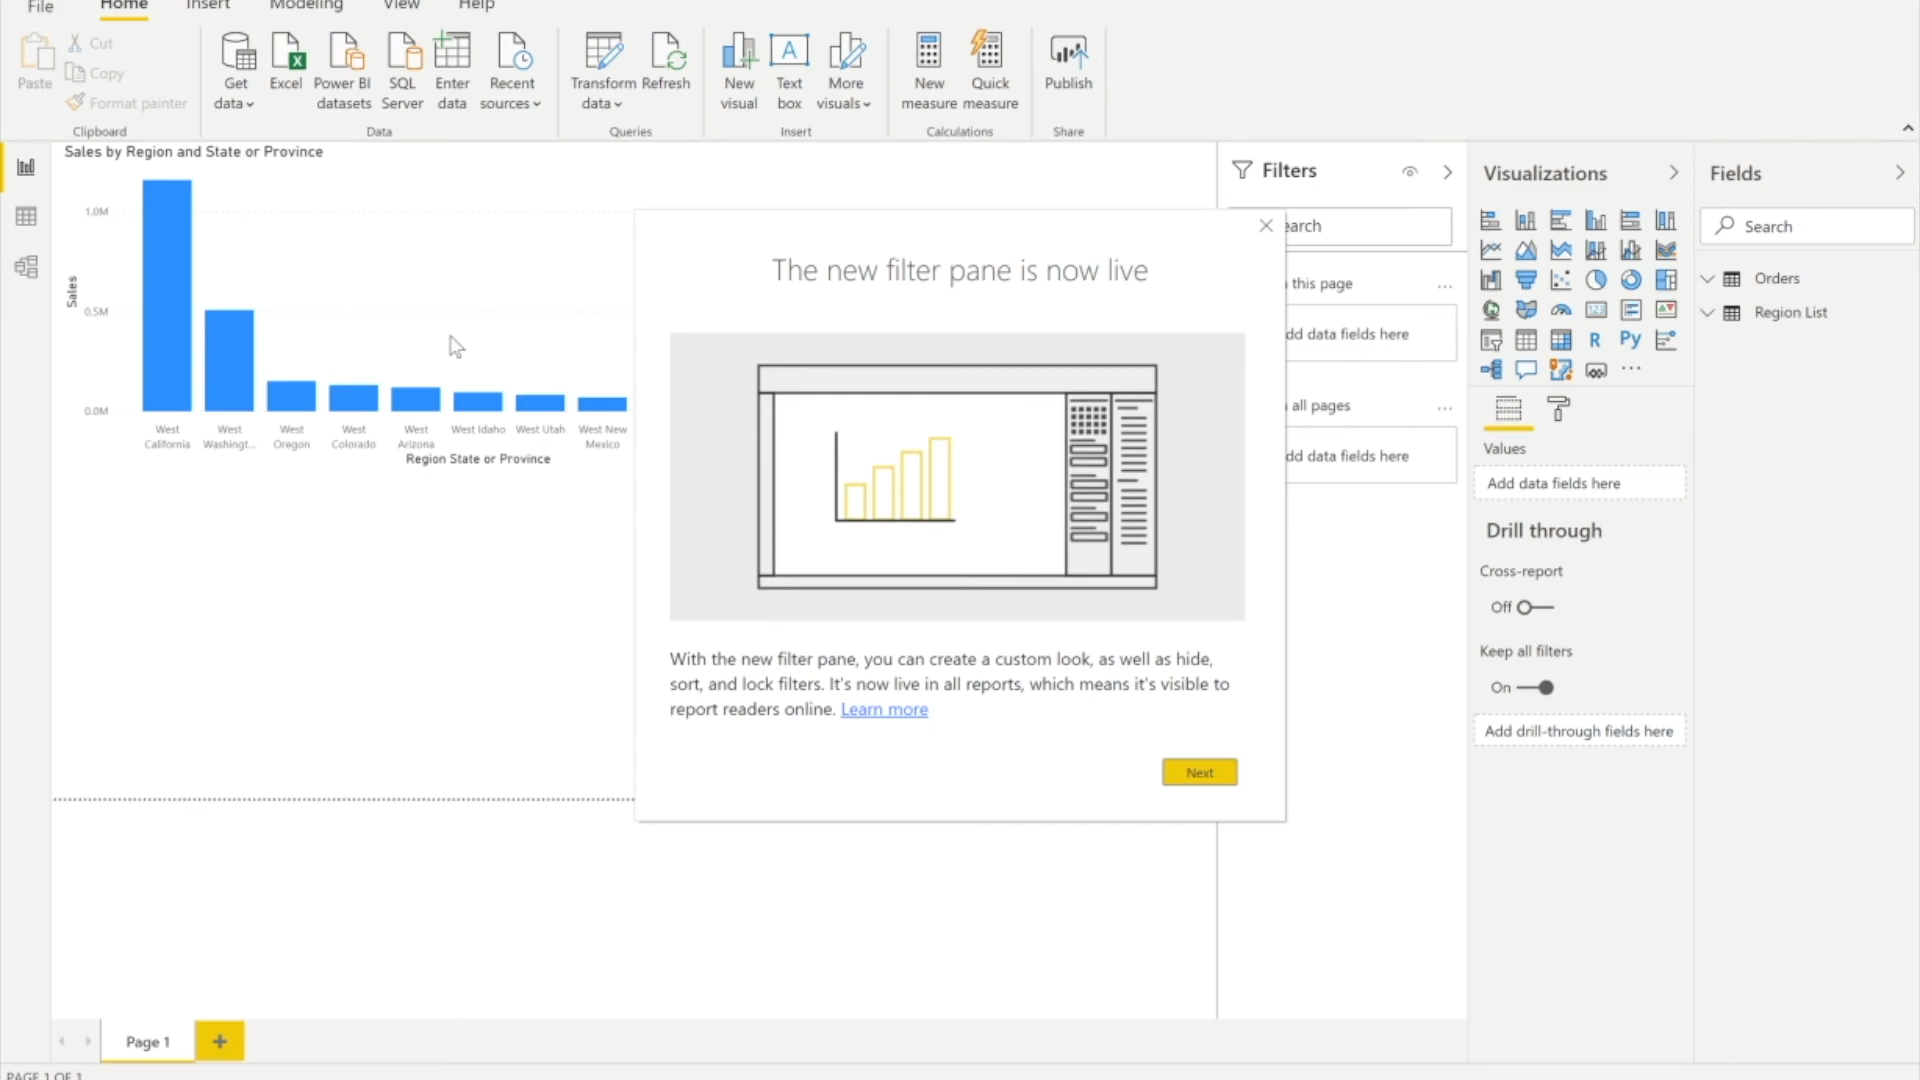 File
Home
Insert
Modeling
View
Help
Paste
Cut
Copy
Format painter
Clipboard
Get
data
Excel
Power BI
datasets
SQL
Server
Enter
data
Recent
sources
Data
Transform
data
Refresh
Queries
New
visual
A
Text
box
More
visuals
Insert
New
measure
Quick
measure
Calculations
Publish
Share
Sales by Region and State or Province
1.0M
0.5M
0.0M
Sales
West
California
West
Washingt...
West
Oregon
West
Colorado
West
Arizona
West Idaho
West Utah
West New
Mexico
Region State or Province
The new filter pane is now live
With the new filter pane, you can create a custom look, as well as hide,
sort, and lock filters. It's now live in all reports, which means it's visible to
report readers online. Learn more
Next
Filters
earch
this page
...
dd data fields here
all pages
...
dd data fields here
Visualizations
123
R
Py
...
Values
Add data fields here
Drill through
Cross-report
Off
Keep all filters
On
Add drill-through fields here
Fields
Search
Orders
Region List
Page 1
PAGE 1 OF 1